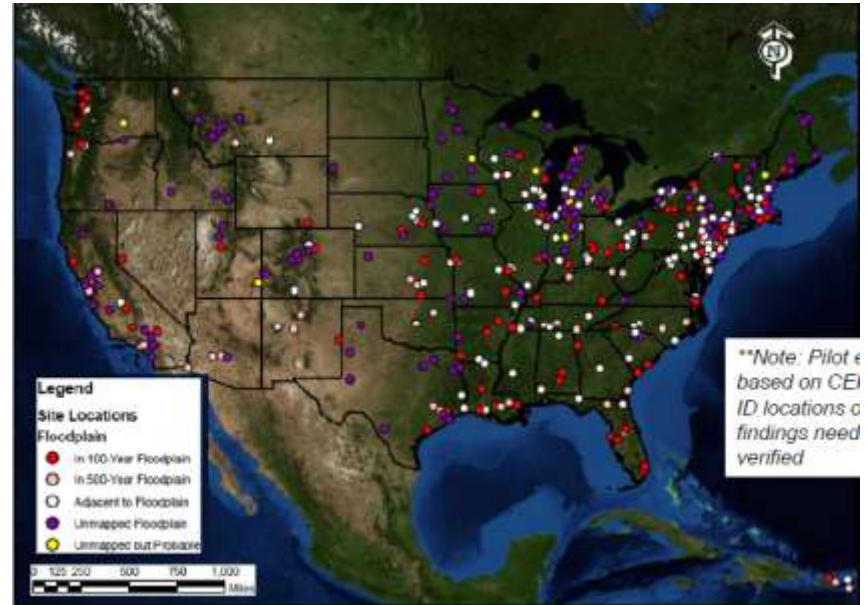 N
**Note: Pilot e
based on CE
ID locations
findings need
verified
Legend
Site Locations
Floodplain
In 100-Year Floodplain
In 500-Year Floodplain
Adjacent to Floodplain
Unmapped Floodplain
Unmapped but Probable
0 125 250 500 750 1,000
Miles